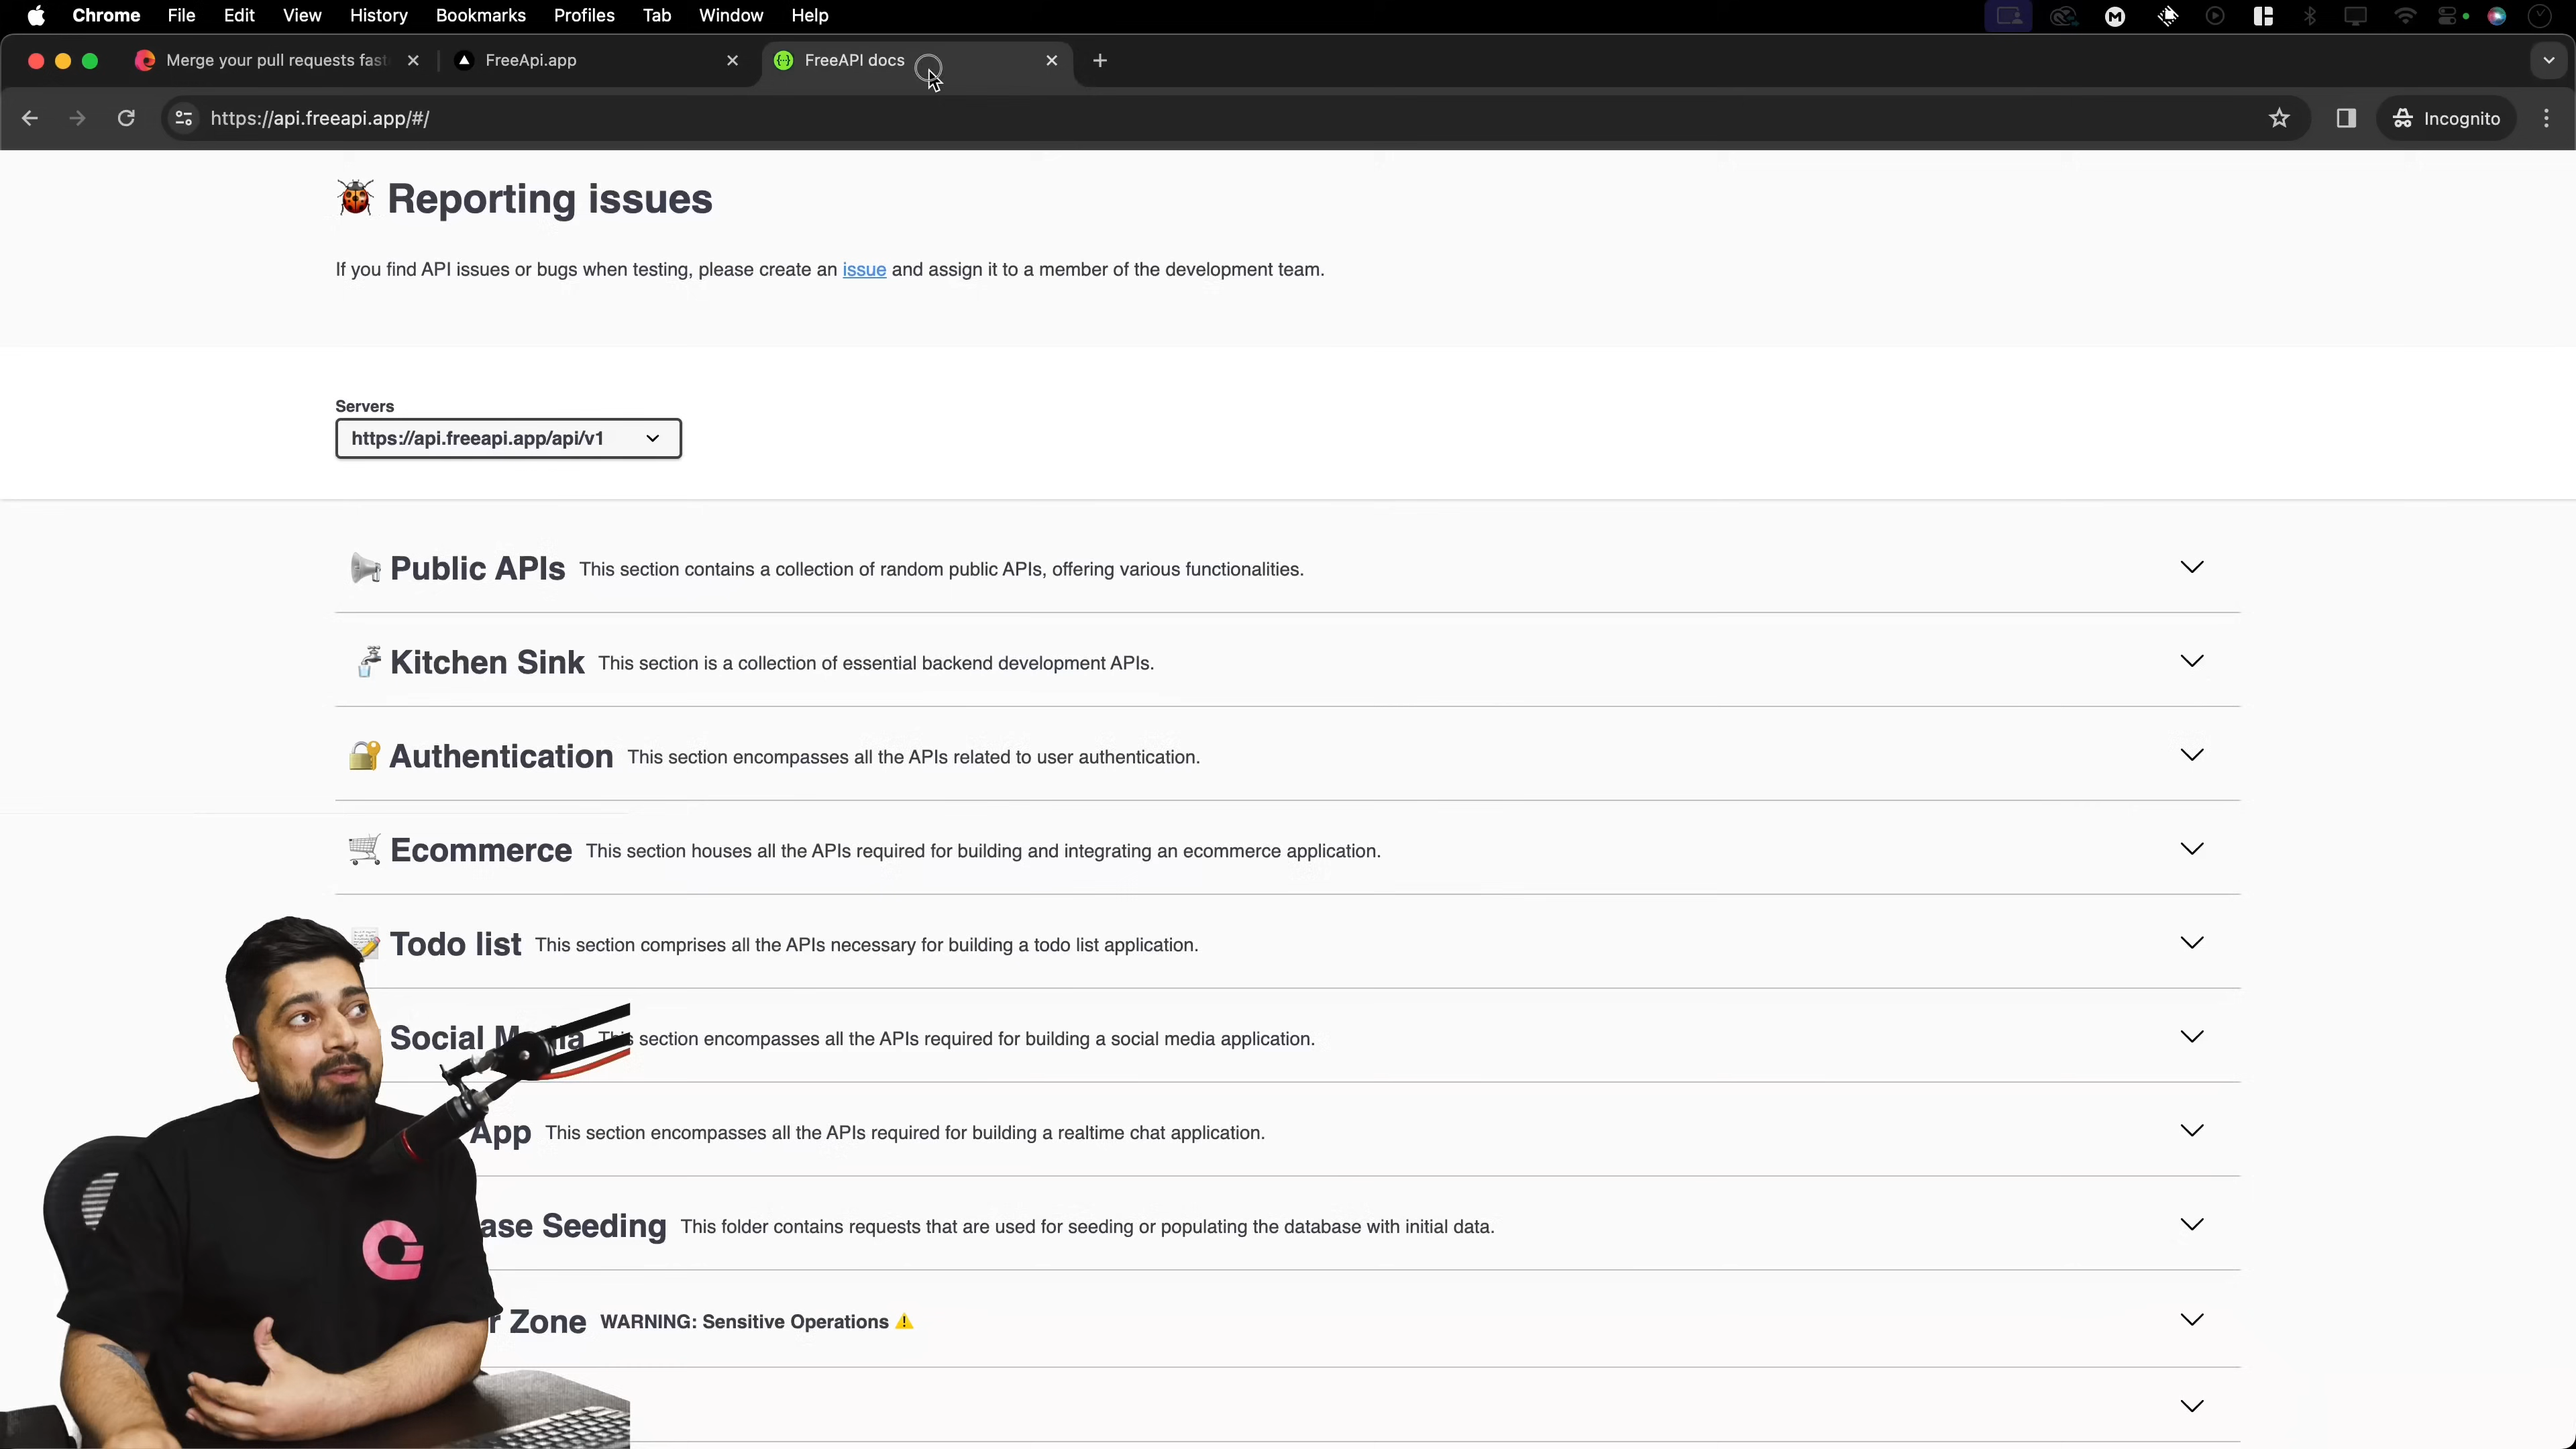 Chrome File Edit View History Bookmarks Profiles Tab Window Help
Merge your pull requests fast
FreeApi.app
FreeAPI docs
https://api.freeapi.app/#/
Incognito
Reporting issues
If you find API issues or bugs when testing, please create an issue and assign it to a member of the development team.
Servers
https://api.freeapi.app/api/v1
Public APIs This section contains a collection of random public APIs, offering various functionalities.
Kitchen Sink This section is a collection of essential backend development APIs.
Authentication This section encompasses all the APIs related to user authentication.
Ecommerce This section houses all the APIs required for building and integrating an ecommerce application.
Todo list This section comprises all the APIs necessary for building a todo list application.
Social This section encompasses all the APIs required for building a social media application.
App This section encompasses all the APIs required for building a realtime chat application.
ase Seeding This folder contains requests that are used for seeding or populating the database with initial data.
r Zone WARNING: Sensitive Operations